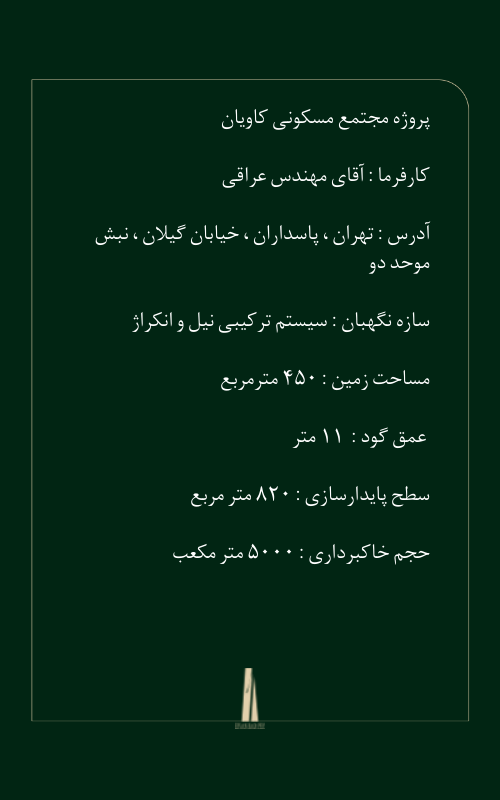 پروژه مجتمع مسکونی کاویان
کارفرما : آقای مهندس عراقی
آدرس : تهران ، پاسداران ، خیابان گیلان ، نبش
موحد دو
سازه نگهبان : سیستم ترکیبی نیل و انکراژ
مساحت زمین : ۴۵۰ مترمربع
عمق گود : ۱۱ متر
سطح پایدارسازی : ۸۲۰ متر مربع
حجم خاکبرداری : ۵۰۰۰ متر مکعب